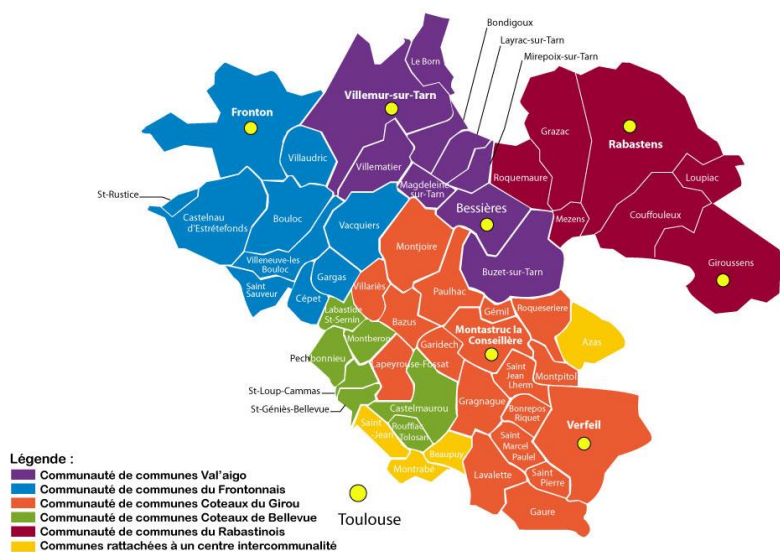 Bondigoux
Layrac-sur-Tarn
Mirepoix-sur-Tarn
Le Born
Villemur-sur-Tarn
Fronton
Villaudric
Villematier
Magdeleine
sur-Tarn
Bessières
Grazac
Rabastens
Roquemaure
Loupiac
Mezens
Couffouleux
Giroussens
St-Rustice
Castelnau
d'Estrétefonds
Bouloc
Vacquiers
Villeneuve-les
Bouloc
Saint
Sauveur
Gargas
Cépet
Montjoire
Buzet-sur-Tarn
Villariès
Paulhac
Labastide
St-Sernin
Bazus
Gémil
Roqueseriere
Azas
Montberon
Garidech
Montastruc la
Conseillère
Pechbonnieu
Lapeyrouse-Fossat
Saint
Jean
Lherm
Montpitol
St-Loup-Cammas
St-Géniès-Bellevue
Castelmaurou
Gragnague
Bonrepos
Riquet
Verfeil
Saint
Jean
Roufflac
Tolosan
Beaupuy
Montrabé
Saint
Marcel
Paulel
Lavalette
Saint
Pierre
Gaure
Toulouse
Légende :
Communauté de communes Val'aigo
Communauté de communes du Frontonnais
Communauté de communes Coteaux du Girou
Communauté de communes Coteaux de Bellevue
Communauté de communes du Rabastinois
Communes rattachées à un centre intercommunalité